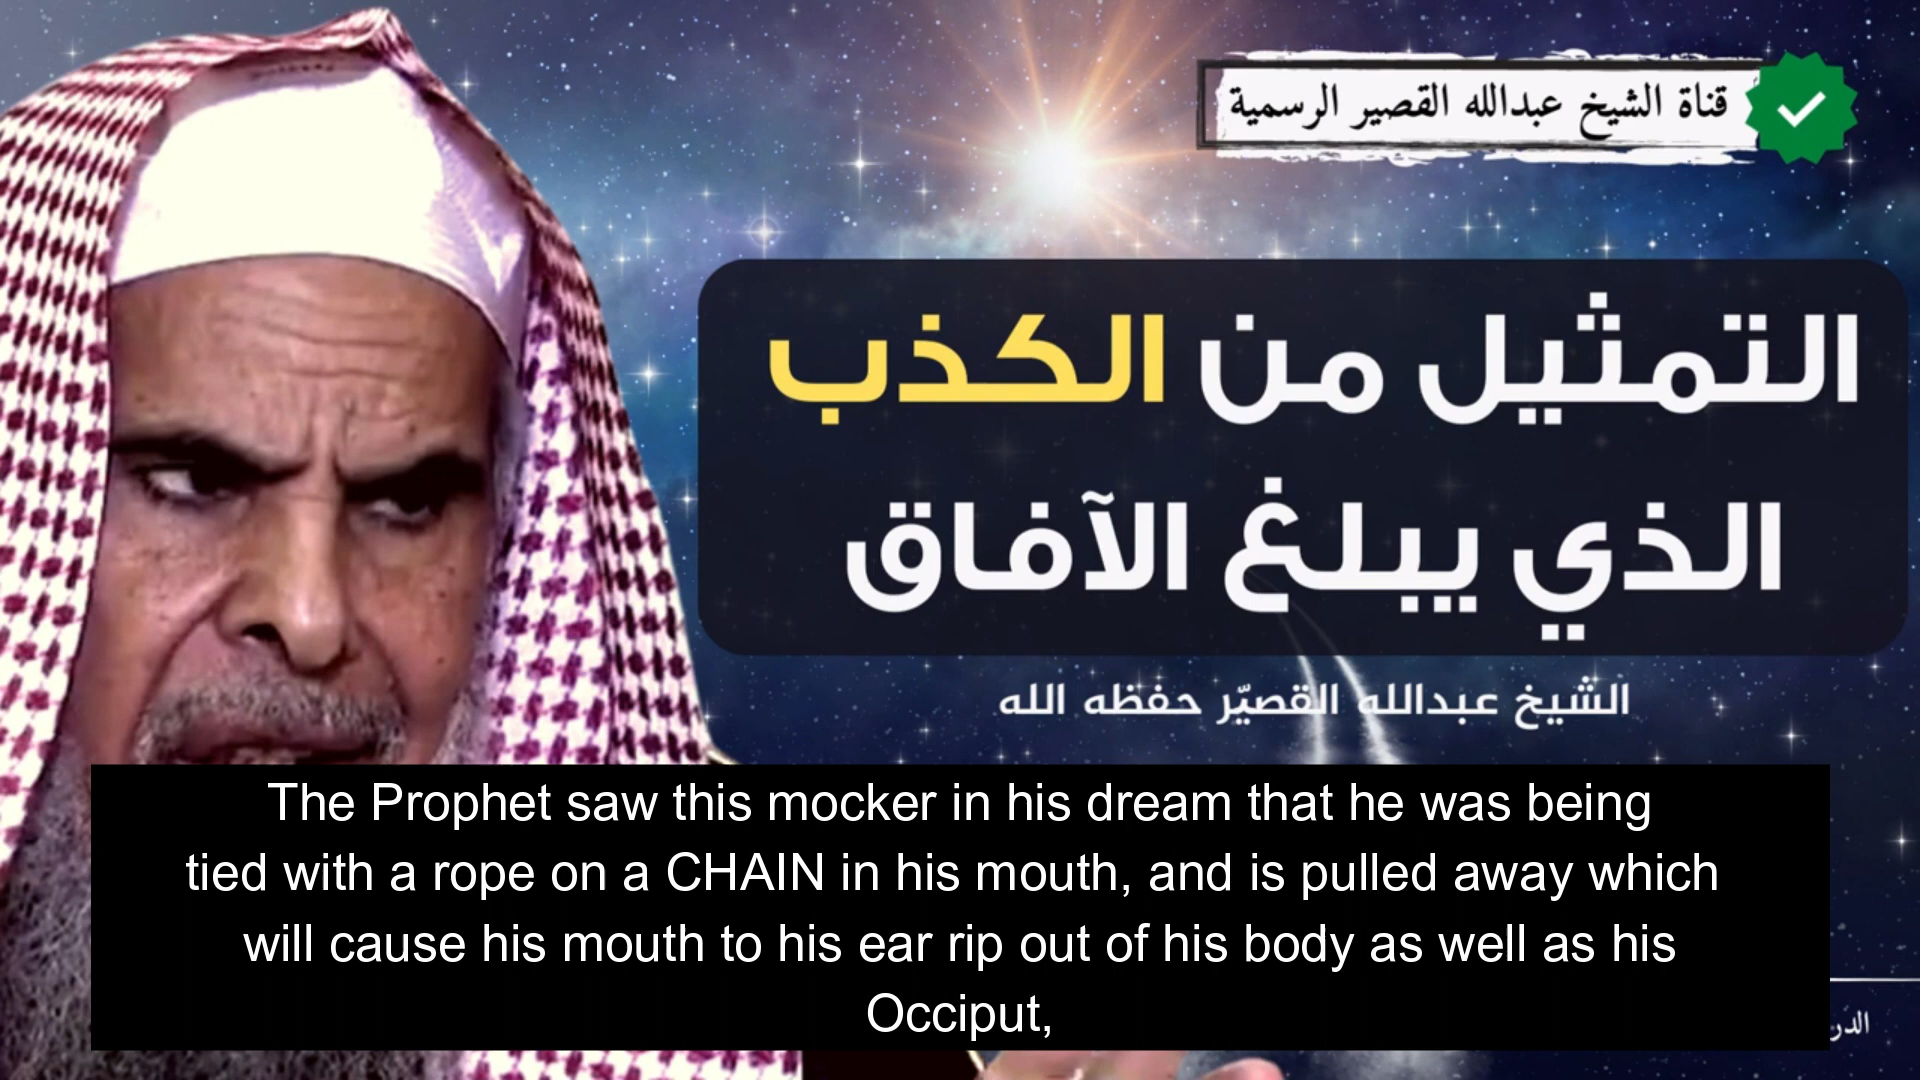 قناة الشيخ عبدالله القصير الرسمية
التمثيل من الكذب
الذي يبلغ الآفاق
الشيخ عبدالله القصيّر حفظه الله
The Prophet saw this mocker in his dream that he was being
tied with a rope on a CHAIN in his mouth, and is pulled away which
will cause his mouth to his ear rip out of his body as well as his
Occiput,